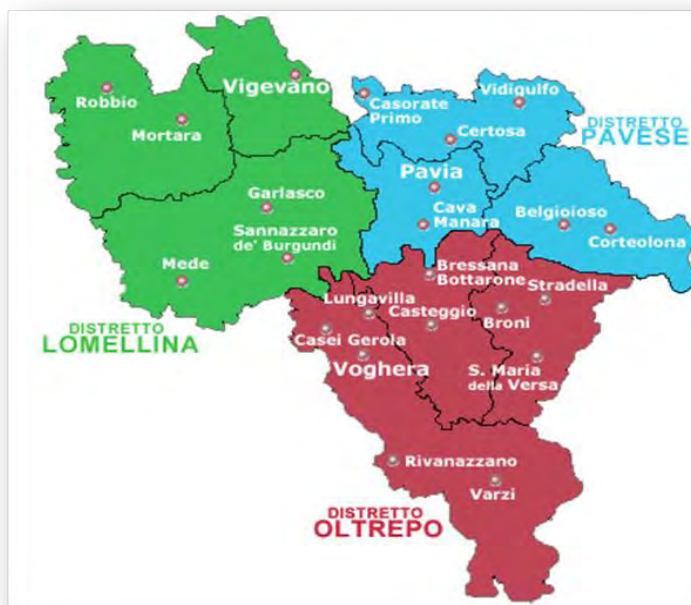 Vigevano
Robbio
Mortara
Garlasco
Sannazzaro
de' Burgundi
Mede
DISTRETTO
LOMELLINA
Vidigulfo
Casorate
Primo
Certosa
DISTRETTO
PAVESE
Pavia
Cava
Manara
Belgioioso
Corteolona
Bressana
Bottarone
Stradella
Lungavilla
Casteggio
Broni
Casei Gerola
Voghera
S. Maria
della Versa
Rivanazzano
Varzi
DISTRETTO
OLTREPO